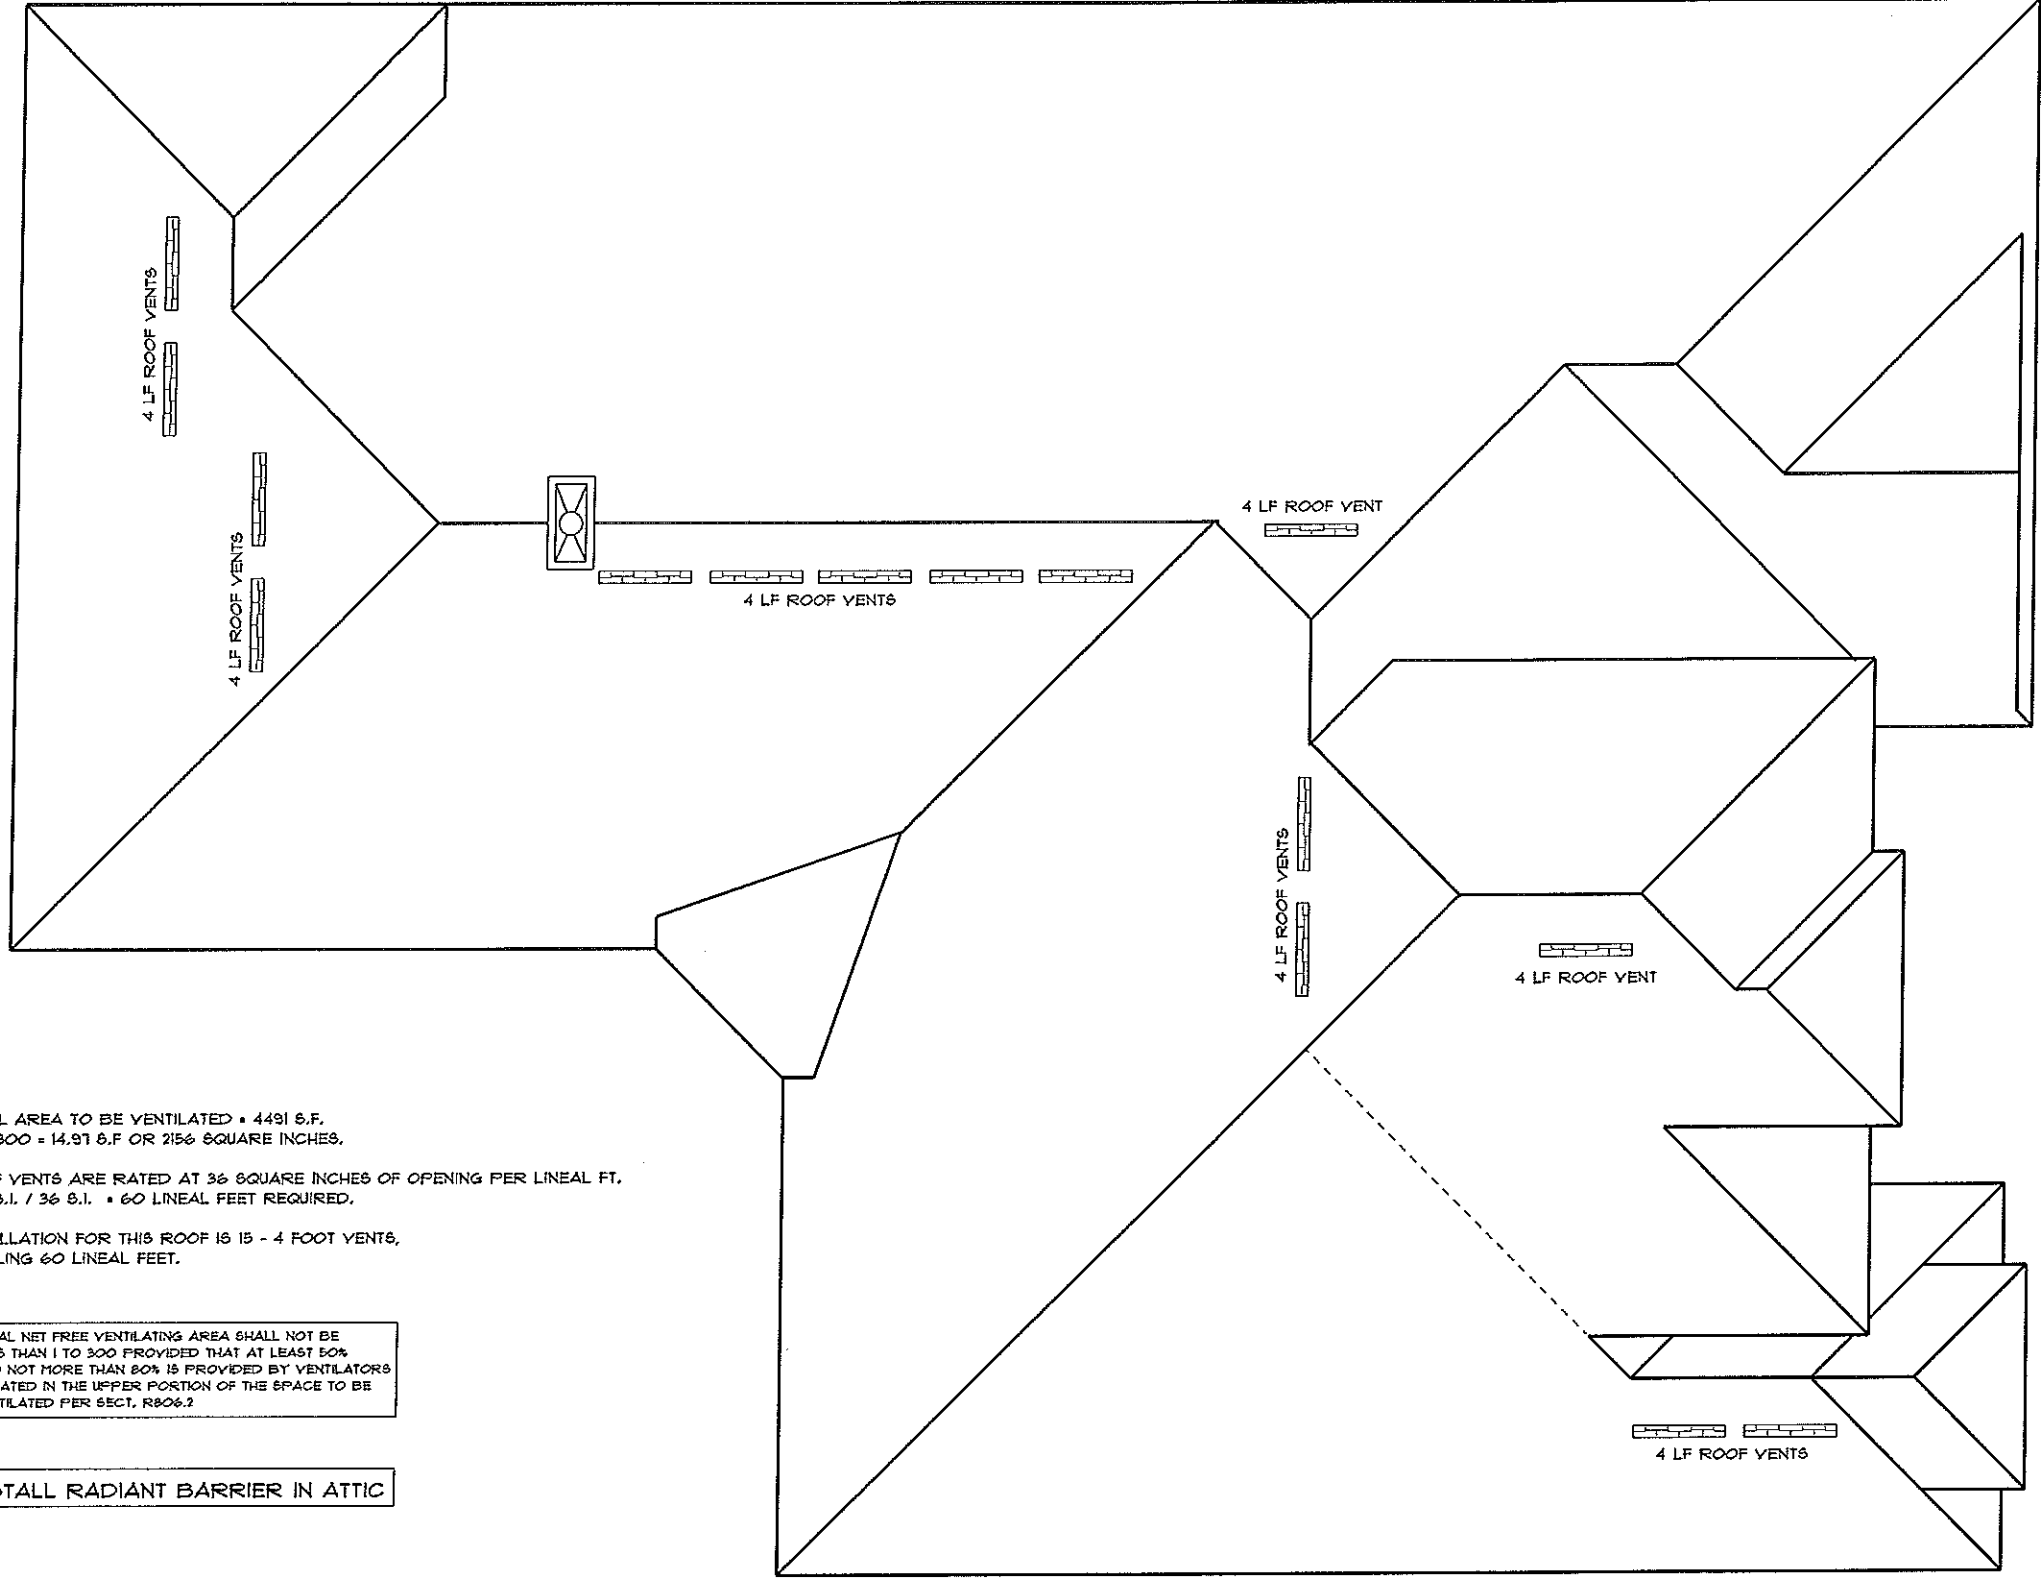 4 LF ROOF VENTS
4 LF ROOF VENTS
4 LF ROOF VENTS
4 LF ROOF VENT
4 LF ROOF VENTS
4 LF ROOF VENT
4 LF ROOF VENTS
AREA TO BE VENTILATED = 4491 S.F.
300 = 14.97 S.F OR 2156 SQUARE INCHES.
VENTS ARE RATED AT 36 SQUARE INCHES OF OPENING PER LINEAL FT.
S.I. / 36 S.I. = 60 LINEAL FEET REQUIRED.
LLATION FOR THIS ROOF IS 15 - 4 FOOT VENTS,
LING 60 LINEAL FEET.
AL NET FREE VENTILATING AREA SHALL NOT BE
S THAN 1 TO 300 PROVIDED THAT AT LEAST 50%
NOT MORE THAN 80% IS PROVIDED BY VENTILATORS
ATED IN THE UPPER PORTION OF THE SPACE TO BE
TILATED PER SECT. R806.2
TALL RADIANT BARRIER IN ATTIC